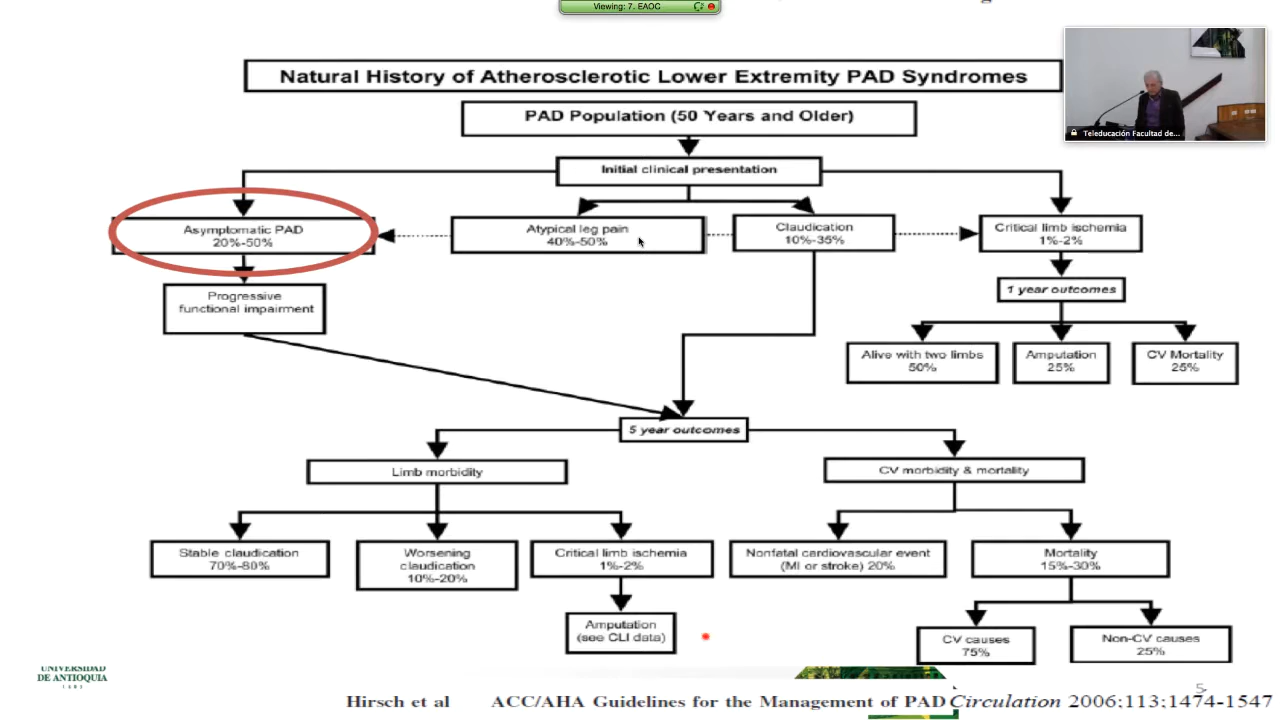 Viewing: 7. EAOC
Teleducación Facultad de...
Natural History of Atherosclerotic Lower Extremity PAD Syndromes
PAD Population (50 Years and Older)
Initial clinical presentation
Asymptomatic PAD
20%-50%
Atypical leg pain
40%-50%
Claudication
10%-35%
Critical limb ischemia
1%-2%
Progressive
functional impairment
1 year outcomes
Alive with two limbs
50%
Amputation
25%
CV Mortality
25%
5 year outcomes
Limb morbidity
CV morbidity & mortality
Stable claudication
70%-80%
Worsening
claudication
10%-20%
Critical limb ischemia
1%-2%
Nonfatal cardiovascular event
(MI or stroke) 20%
Mortality
15%-30%
Amputation
(see CLI data)
CV causes
75%
Non-CV causes
25%
UNIVERSIDAD
DE ANTIOQUIA
1803
5
Hirsch et al ACC/AHA Guidelines for the Management of PAD Circulation 2006;113:1474-1547